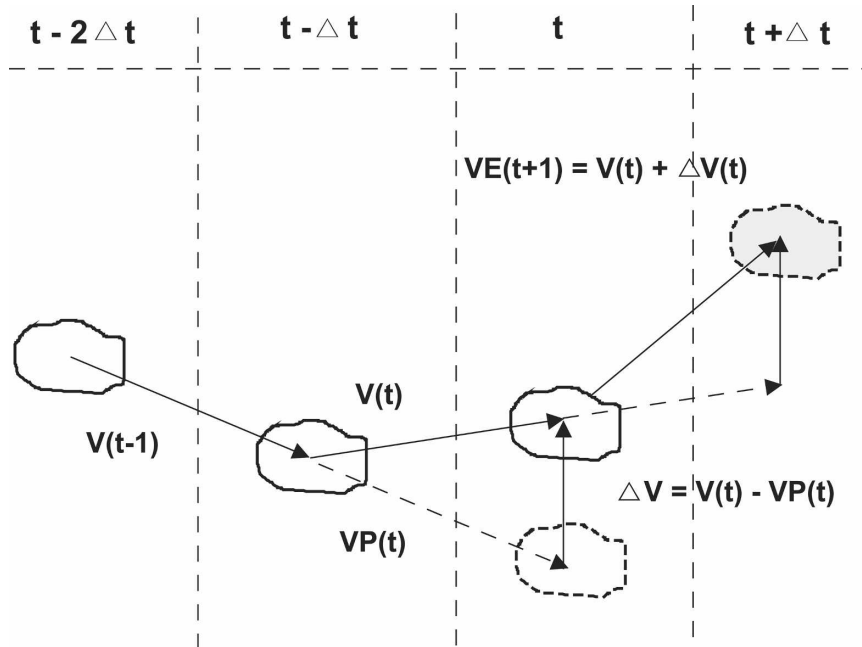 t - 2 △ t
t - △ t
t
t + △ t
VE(t+1) = V(t) + △V(t)
V(t)
V(t-1)
△V = V(t) - VP(t)
VP(t)